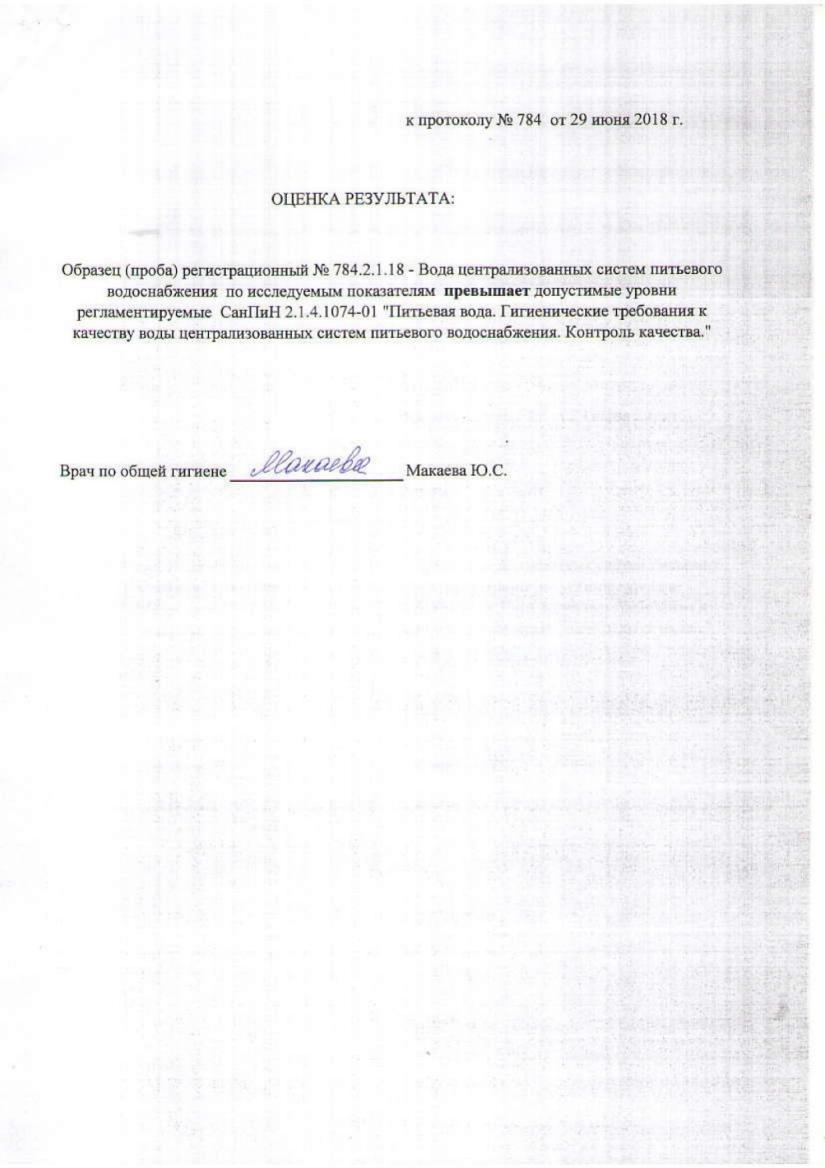 к протоколу № 784 от 29 июня 2018 г.
ОЦЕНКА РЕЗУЛЬТАТА:
Образец (проба) регистрационный № 784.2.1.18 - Вода централизованных систем питьевого
водоснабжения по исследуемым показателям превышает допустимые уровни
регламентируемые СанПиН 2.1.4.1074-01 "Питьевая вода. Гигиенические требования к
качеству воды централизованных систем питьевого водоснабжения. Контроль качества."
Врач по общей гигиене Макаева Макаева Ю.С.